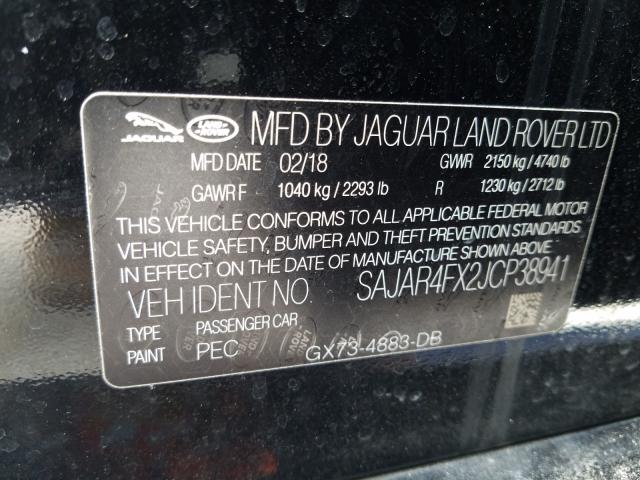 JAGUAR LAND ROVER MFD BY JAGUAR LAND ROVER LTD
MFD DATE 02/18 GVWR 2150 kg / 4740 lb
GAWR F 1040 kg / 2293 lb R 1230 kg / 2712 lb
THIS VEHICLE CONFORMS TO ALL APPLICABLE FEDERAL MOTOR
VEHICLE SAFETY, BUMPER AND THEFT PREVENTION STANDARDS
IN EFFECT ON THE DATE OF MANUFACTURE SHOWN ABOVE
VEH IDENT NO. SAJAR4FX2JCP38941
TYPE PASSENGER CAR
PAINT PEC GX73-4883-DB